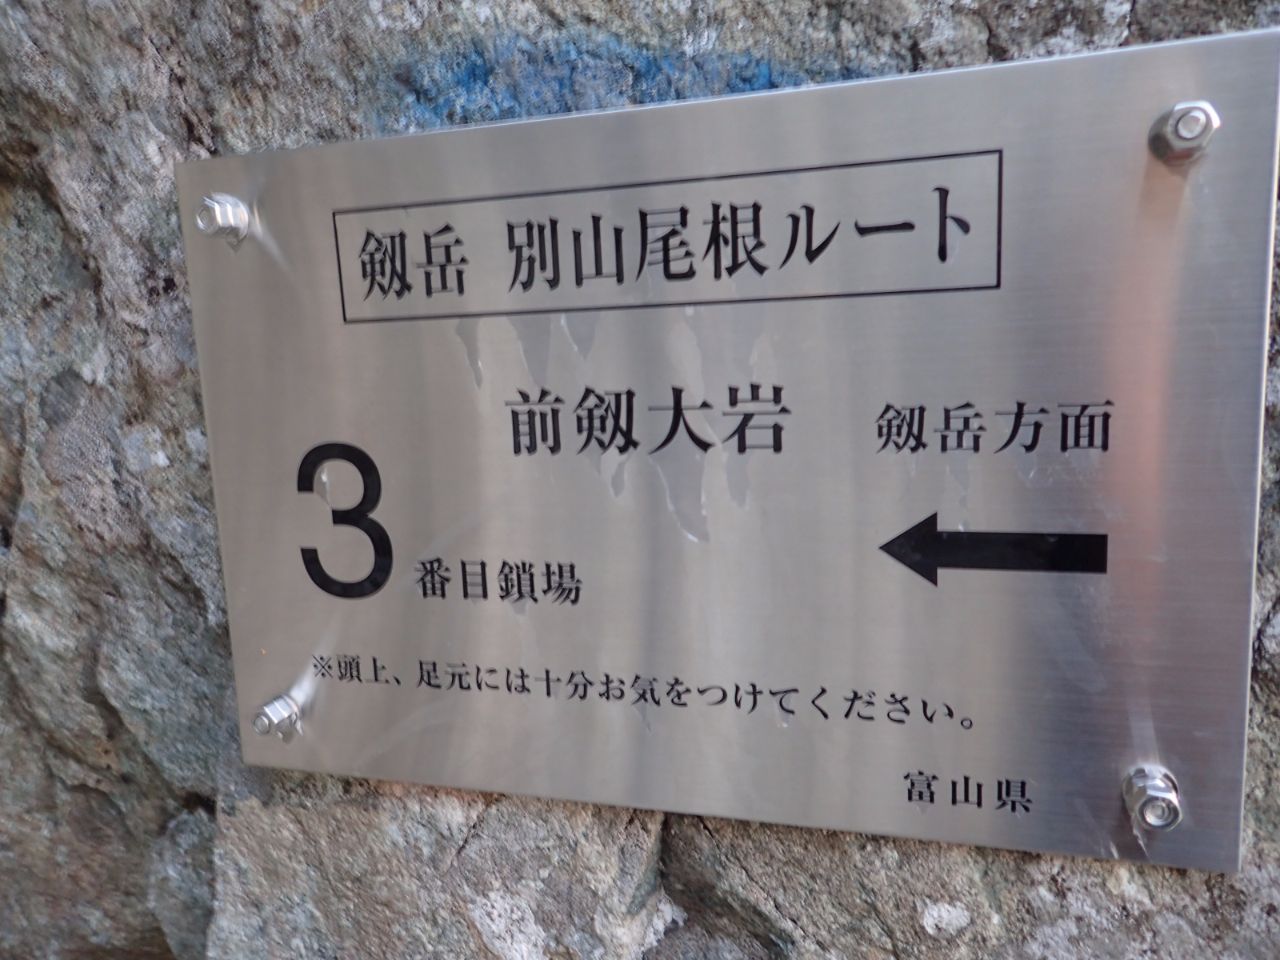 剱岳 別山尾根ルート
前剱大岩 剱岳方面
3番目鎖場
※頭上、足元には十分お気をつけてください。
富山県